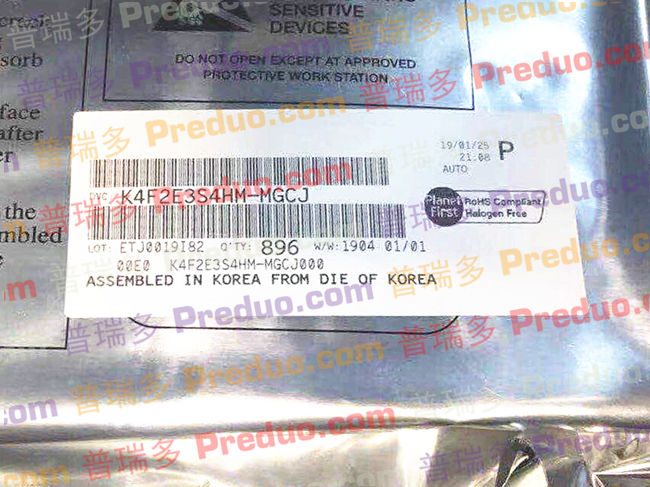 SENSITIVE
DEVICES
DO NOT OPEN EXCEPT AT APPROVED
PROTECTIVE WORK STATION
sorb
face
after
er
the
mbled
19/01/25
21:08 P
AUTO
K4F2E3S4HM-MGCJ
Planet First RoHS Compliant
Halogen Free
LOT: ETJ0019I82 Q'TY: 896 W/W:1904 01/01
00E0 K4F2E3S4HM-MGCJ000
ASSEMBLED IN KOREA FROM DIE OF KOREA
普瑞多 Preduo.com